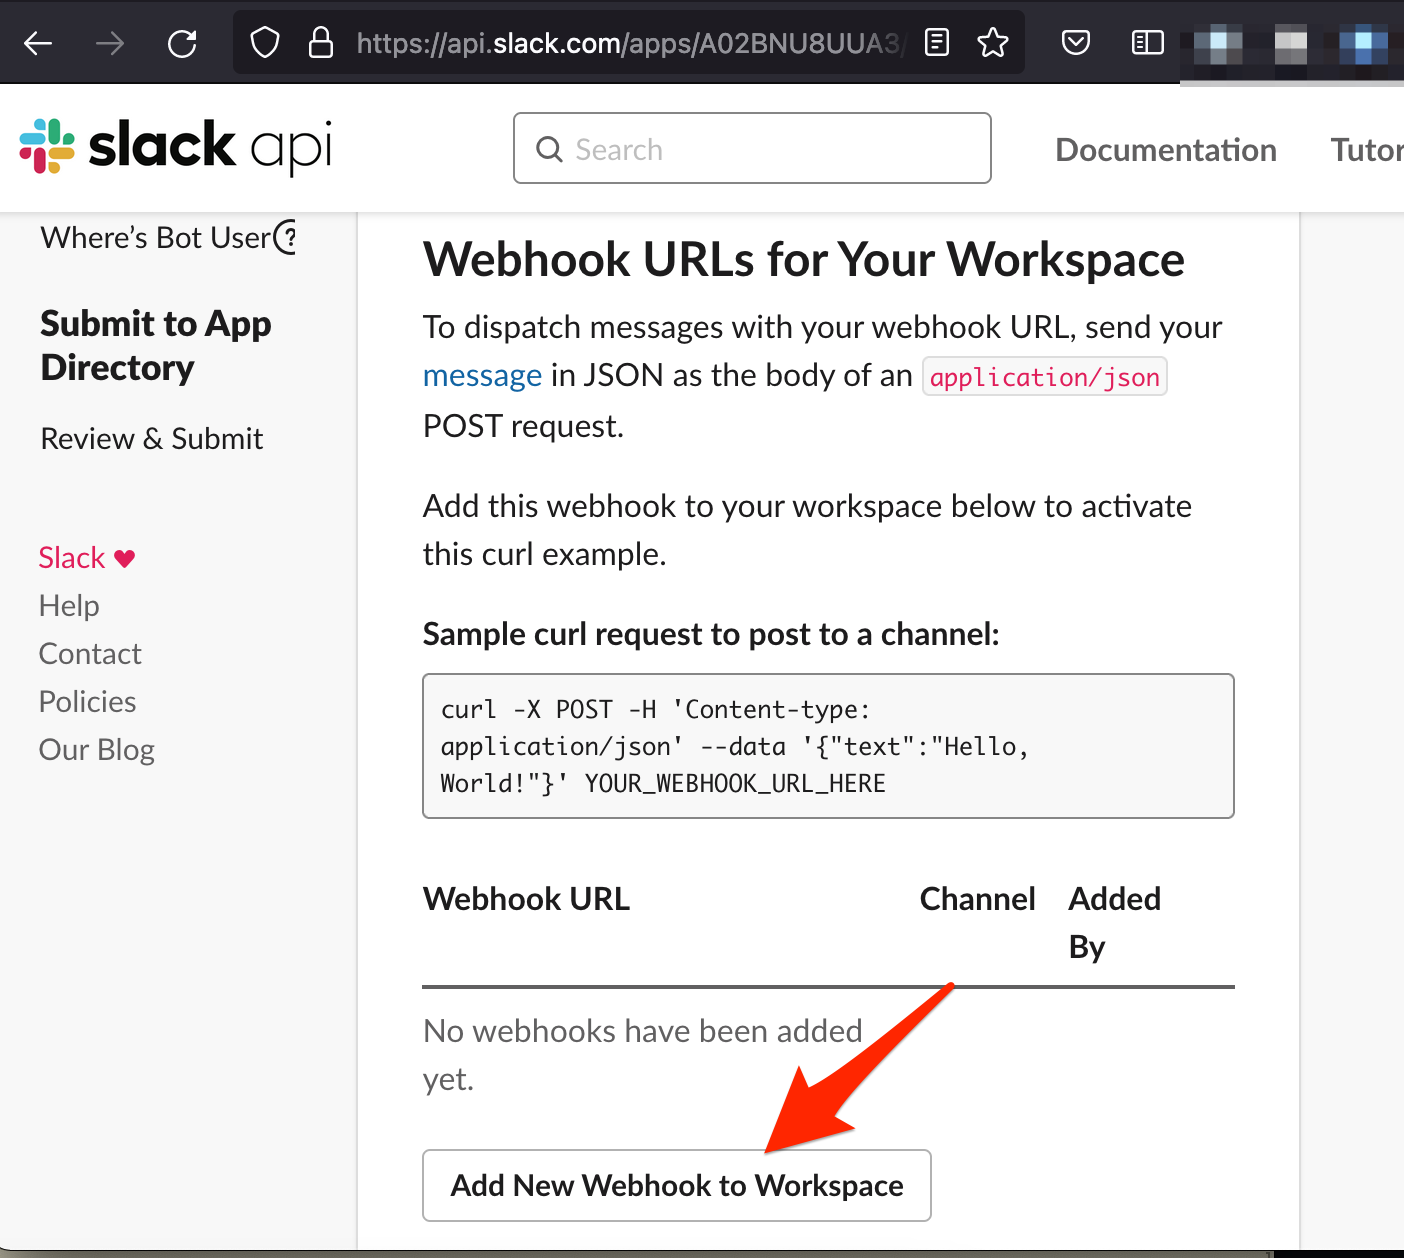 https://api.slack.com/apps/A02BNU8UUA3/
slack api
Search
Documentation
Tutor
Where's Bot User
Submit to App
Directory
Review & Submit
Slack ♥
Help
Contact
Policies
Our Blog
Webhook URLs for Your Workspace
To dispatch messages with your webhook URL, send your
message in JSON as the body of an application/json
POST request.
Add this webhook to your workspace below to activate
this curl example.
Sample curl request to post to a channel:
curl -X POST -H 'Content-type:
application/json' --data '{"text":"Hello,
World!"}' YOUR_WEBHOOK_URL_HERE
Webhook URL
Channel
Added
By
No webhooks have been added
yet.
Add New Webhook to Workspace